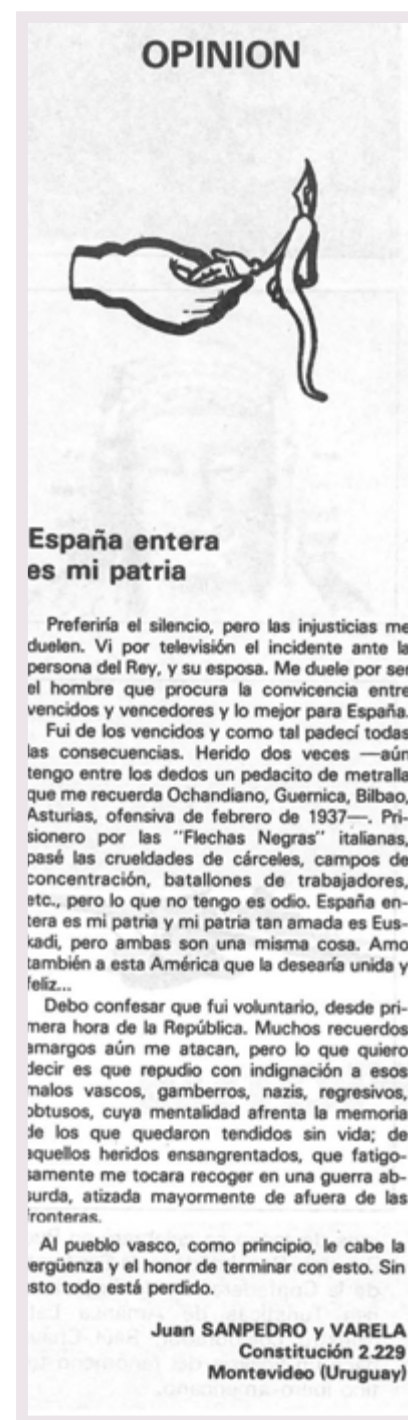 OPINION
España entera
es mi patria
Preferiría el silencio, pero las injusticias me
duelen. Vi por televisión el incidente ante la
persona del Rey, y su esposa. Me duele por ser
el hombre que procura la convicencia entre
vencidos y vencedores y lo mejor para España.
Fui de los vencidos y como tal padecí todas
las consecuencias. Herido dos veces —aún
tengo entre los dedos un pedacito de metralla
que me recuerda Ochandiano, Guernica, Bilbao,
Asturias, ofensiva de febrero de 1937—. Pri-
sionero por las "Flechas Negras" italianas,
pasé las crueldades de cárceles, campos de
concentración, batallones de trabajadores,
etc., pero lo que no tengo es odio. España en-
tera es mi patria y mi patria tan amada es Eus-
kadi, pero ambas son una misma cosa. Amo
también a esta América que la desearía unida y
feliz...
Debo confesar que fui voluntario, desde pri-
mera hora de la República. Muchos recuerdos
amargos aún me atacan, pero lo que quiero
decir es que repudio con indignación a esos
malos vascos, gamberros, nazis, regresivos,
obtusos, cuya mentalidad afrenta la memoria
de los que quedaron tendidos sin vida; de
aquellos heridos ensangrentados, que fatigo-
samente me tocara recoger en una guerra ab-
surda, atizada mayormente de afuera de las
fronteras.
Al pueblo vasco, como principio, le cabe la
vergüenza y el honor de terminar con esto. Sin
esto todo está perdido.
Juan SANPEDRO y VARELA
Constitución 2.229
Montevideo (Uruguay)